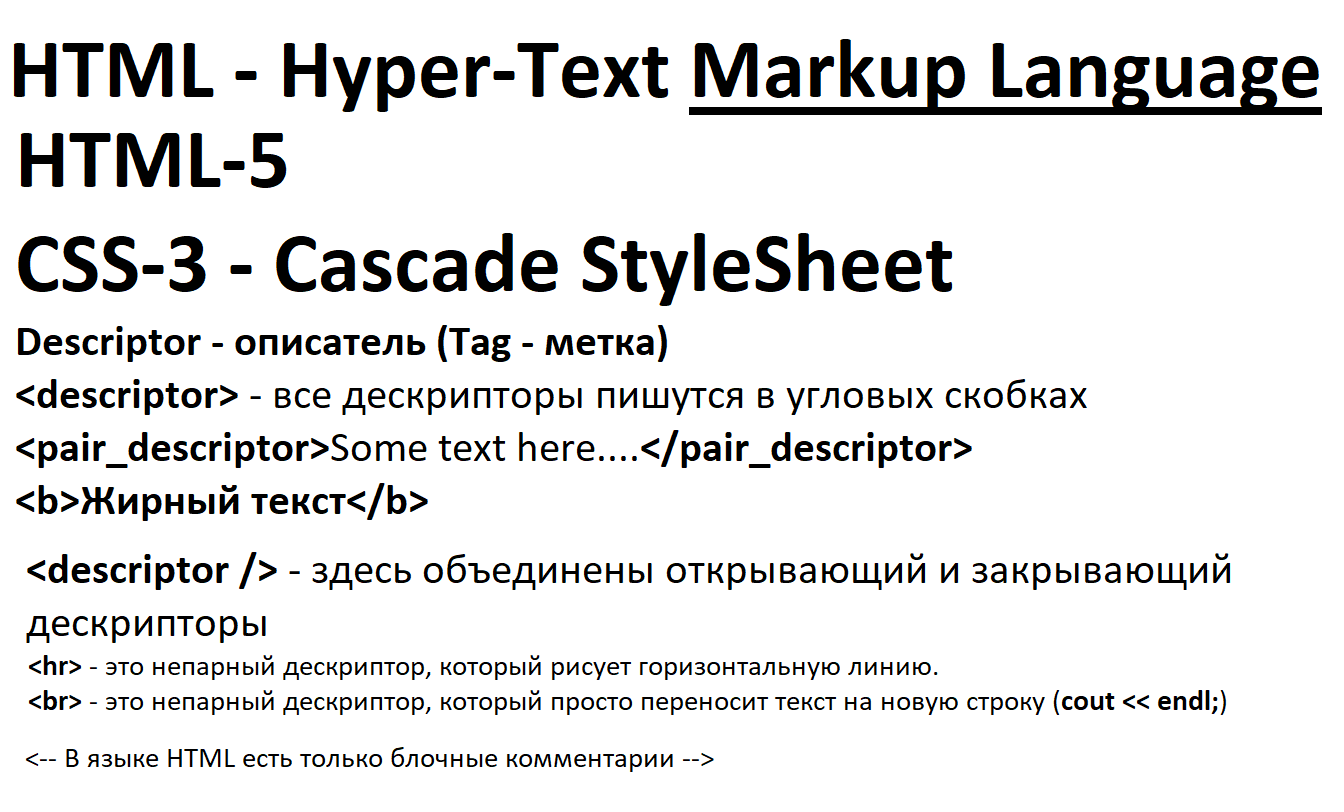 HTML - Hyper-Text Markup Language
HTML-5
CSS-3 - Cascade StyleSheet
Descriptor - описатель (Tag - метка)
<descriptor> - все дескрипторы пишутся в угловых скобках
<pair_descriptor>Some text here....</pair_descriptor>
<b>Жирный текст</b>
<descriptor /> - здесь объединены открывающий и закрывающий
дескрипторы
<hr> - это непарный дескриптор, который рисует горизонтальную линию.
<br> - это непарный дескриптор, который просто переносит текст на новую строку (cout << endl;)
<-- В языке HTML есть только блочные комментарии -->